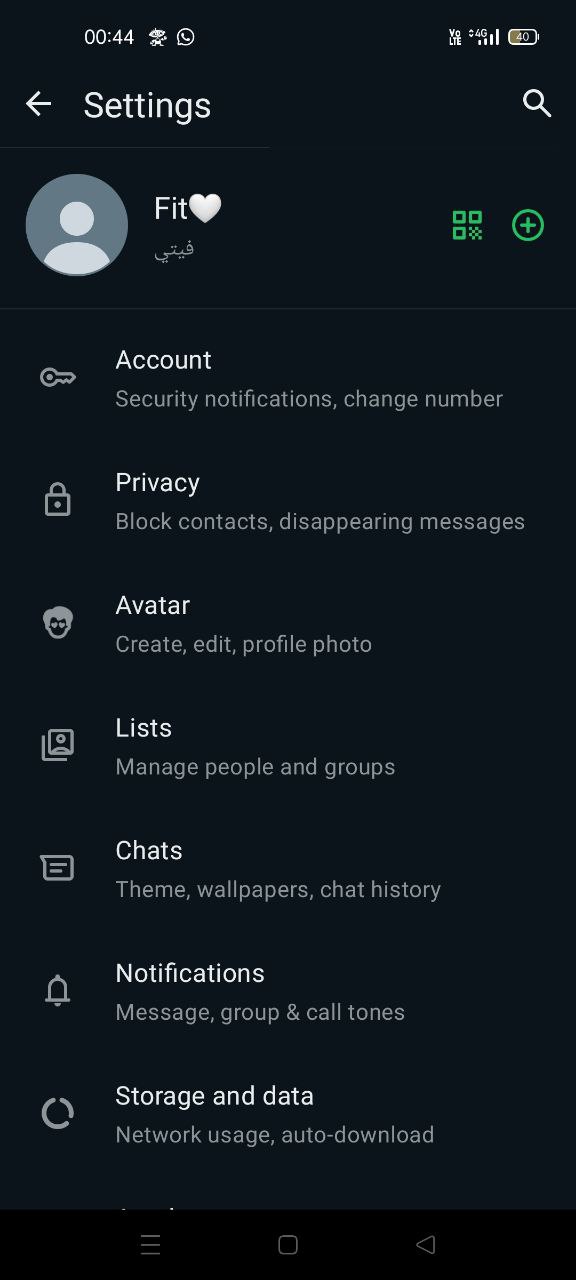 00:44
Vo LTE 4G 40
Settings
Fit🤍
فيتي
Account
Security notifications, change number
Privacy
Block contacts, disappearing messages
Avatar
Create, edit, profile photo
Lists
Manage people and groups
Chats
Theme, wallpapers, chat history
Notifications
Message, group & call tones
Storage and data
Network usage, auto-download